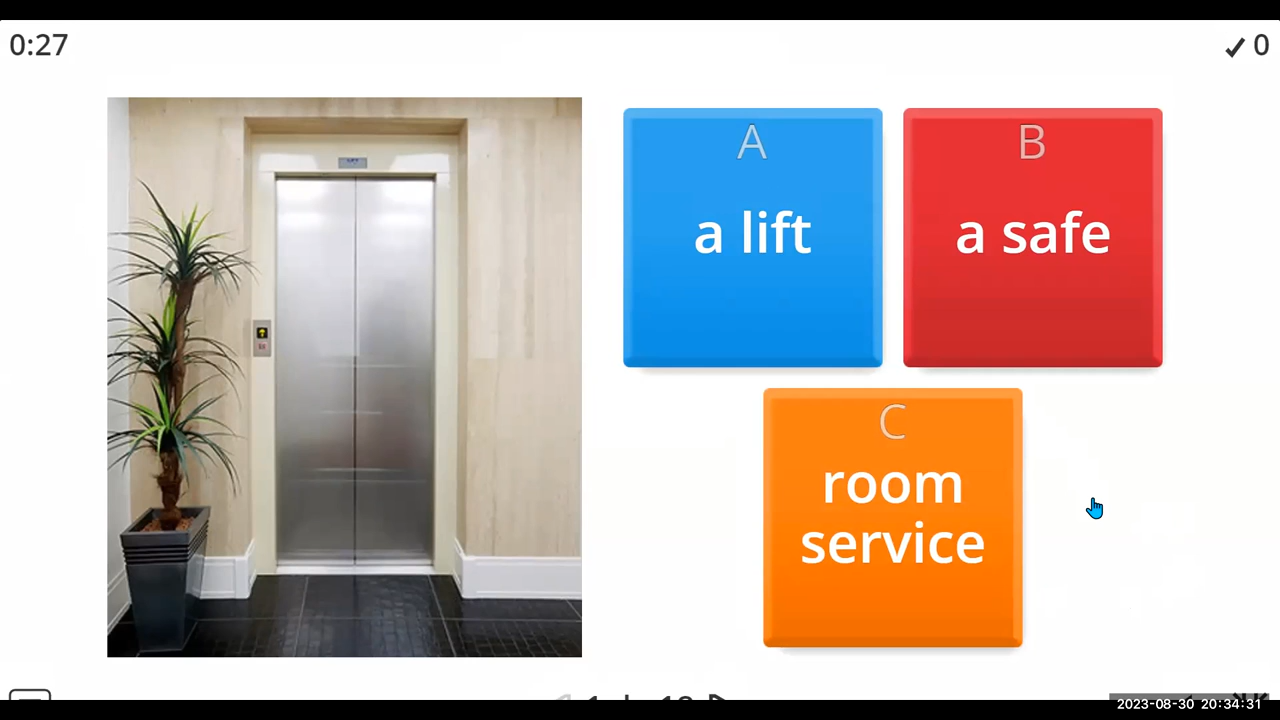 0:27
0
A
a lift
B
a safe
C
room
service
2023-08-30 20:34:31